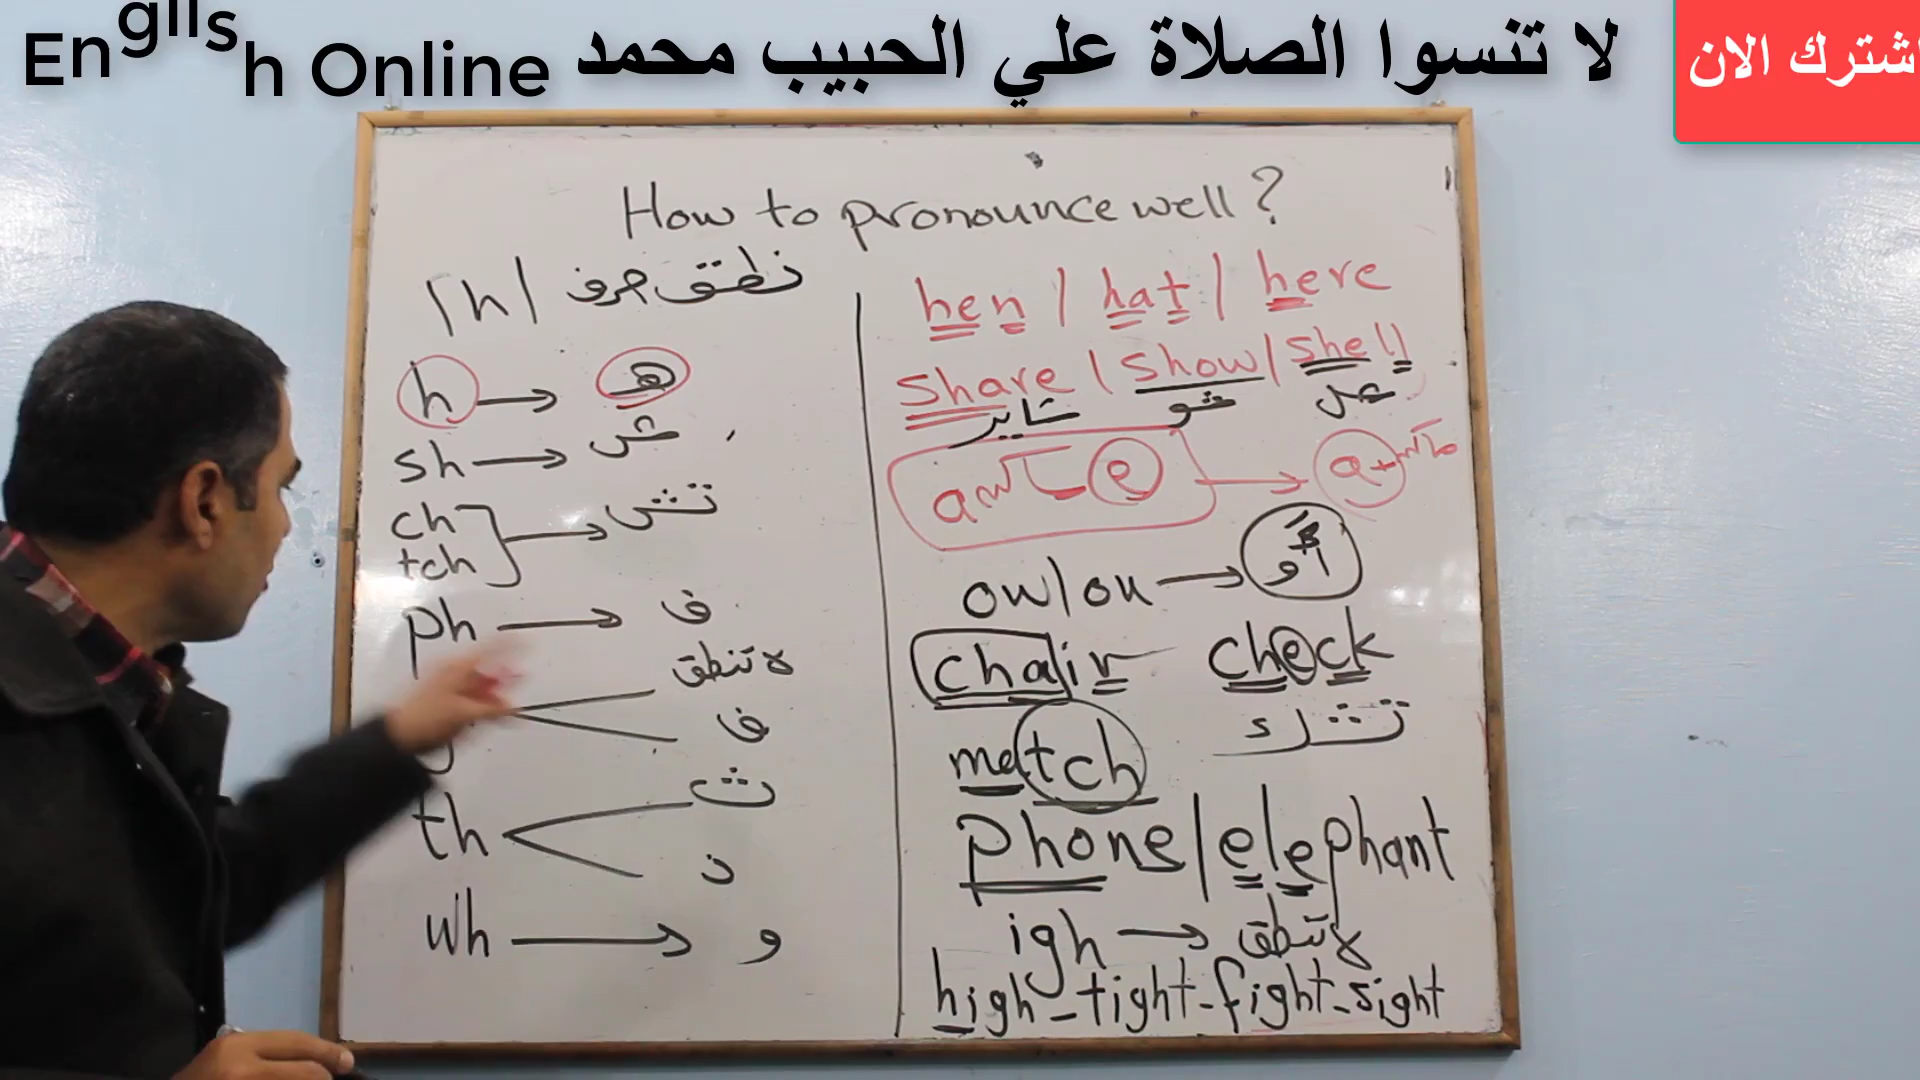 English Online لا تنسوا الصلاة علي الحبيب محمد
اشترك الان
How to pronounce well?
نطق حرف /h/
h → هـ
sh → ش
ch
tch → تش
ph → ف
لا تنطق
ف
th
ث
ذ
wh → و
hen / hat / here
share / show / shell
شاير شو
e
a +
ow/ou → أو
chair check
match تشك
phone / elephant
igh → لا تنطق
high - tight - fight - sight